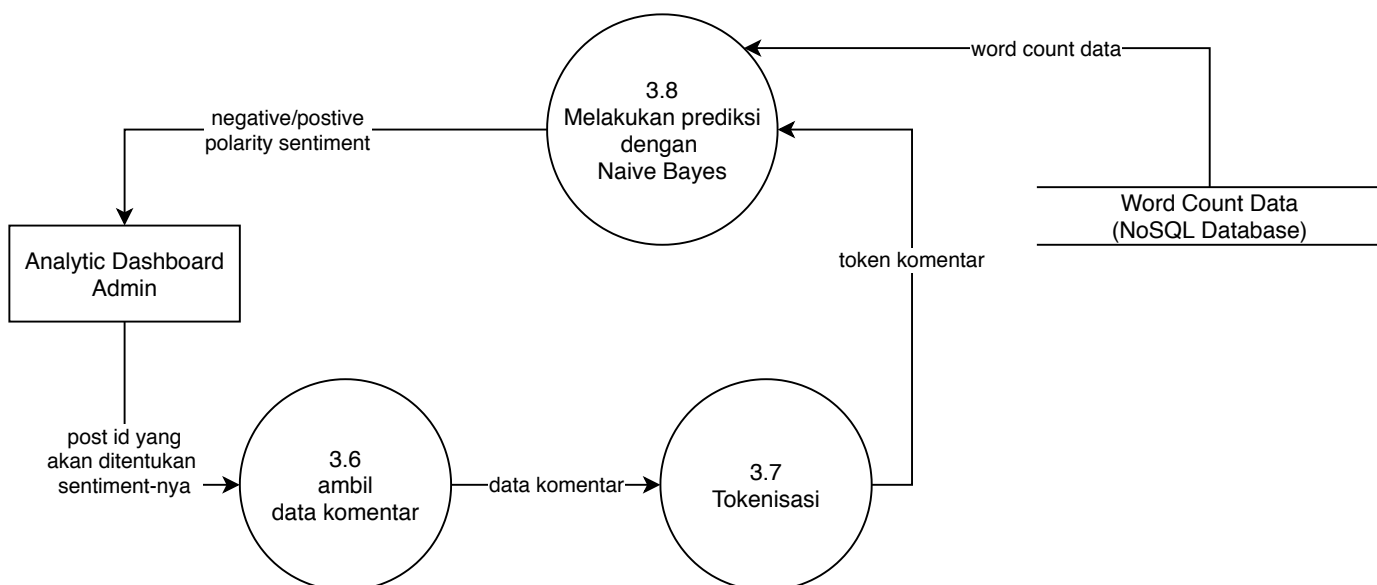 word count data
3.8
Melakukan prediksi
dengan
Naive Bayes
negative/postive
polarity sentiment
Word Count Data
(NoSQL Database)
Analytic Dashboard
Admin
token komentar
post id yang
akan ditentukan
sentiment-nya
3.6
ambil
data komentar
data komentar
3.7
Tokenisasi